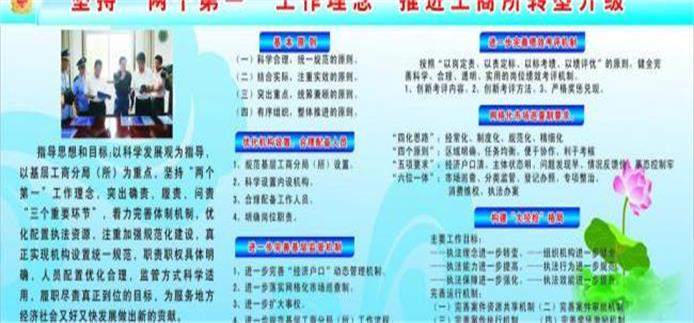 坚持“两个第一”工作理念 推进工商所转型升级
指导思想和目标:以科学发展观为指导,
以基层工商分局(所)为重点,坚持“两个
第一”工作理念,突出确责、履责、问责
“三个重要环节”,着力完善体制机制,优
化配置执法资源,注重加强规范化建设,真
正实现机构设置统一规范,职责职权具体明
确,人员配置优化合理,监管方式科学适
用,履职尽责真正到位的目标,为服务地方
经济社会又好又快发展做出新的贡献。
基本原则
(一)科学合理,统一规范的原则。
(二)结合实际,注重实效的原则。
(三)突出重点,统筹兼顾的原则。
(四)有序组织,整体推进的原则。
优化机构设置、合理配备人员
1、规范基层工商分局(所)设置。
2、科学设置内设机构。
3、合理配备工作人员。
4、明确岗位职责。
进一步完善基层监管机制
1、进一步完善“经济户口”动态管理机制。
2、进一步落实网格化市场巡查制。
3、进一步扩大事权。
4、进一步规范基层工商分局(所)工作流程
进一步完善绩效考评机制
按照“以岗定责、以责定标、以标考绩、以绩评优”的原则,健全完
善科学、合理、透明、实用的岗位绩效考评机制。
1、创新考评内容。2、创新考评方法。3、严格奖惩兑现。
网格化市场巡查制要求
“四化思路”:经常化、制度化、规范化、精细化
“四个原则”:区域明确、任务均衡、便于协作、利于考核
“五项要求”:经济户口清、主体状态明、问题发现早、情况反馈快、事态控制牢
“六位一体”:市场巡查、分类监管、登记办照、专项整治、
消费维权、执法办案
构建“大经检”格局
主要工作目标:
——执法理念进一步转变,——组织机构进一步健全,
——执法能力进一步提高,——执法行为进一步规范,
——执法保障进一步强化,——执法效能进一步提升。
完善运行机制:
(一)完善案件资源共享机制(二)完善案件审批机制
(三)完善案件协作执行机制(四)完善奖惩激励机制